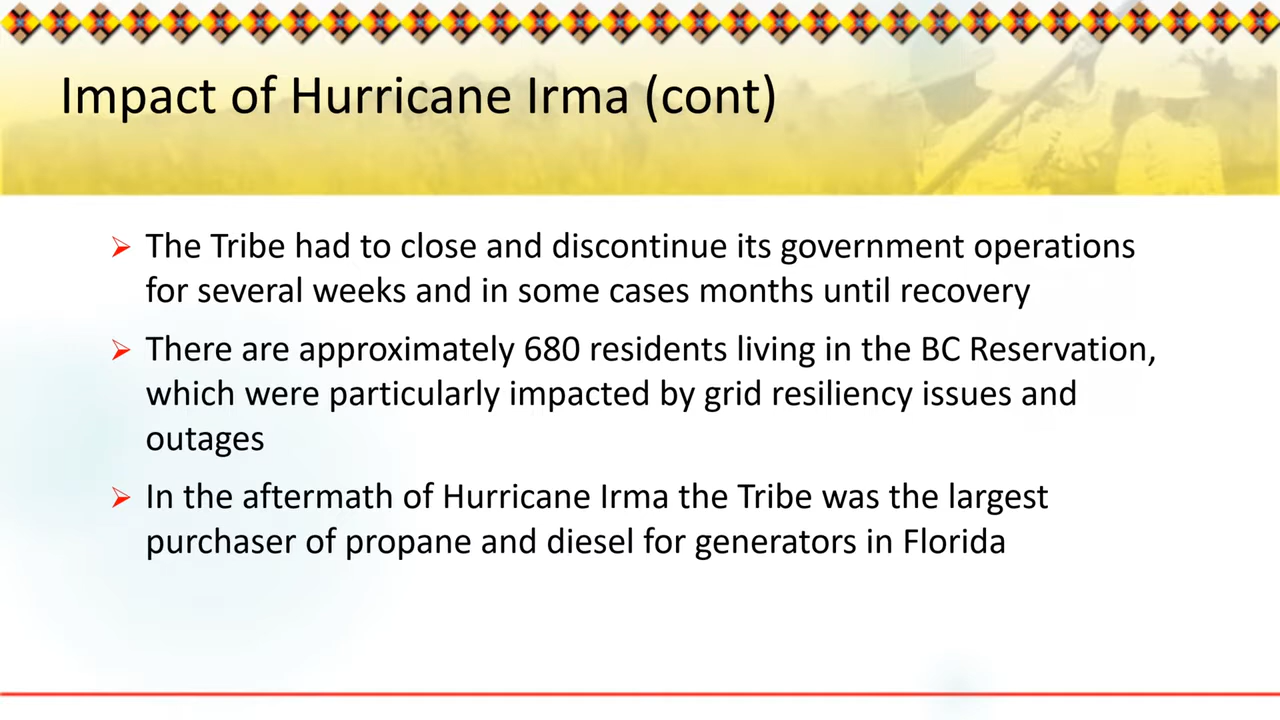 Impact of Hurricane Irma (cont)
The Tribe had to close and discontinue its government operations
for several weeks and in some cases months until recovery
There are approximately 680 residents living in the BC Reservation,
which were particularly impacted by grid resiliency issues and
outages
In the aftermath of Hurricane Irma the Tribe was the largest
purchaser of propane and diesel for generators in Florida